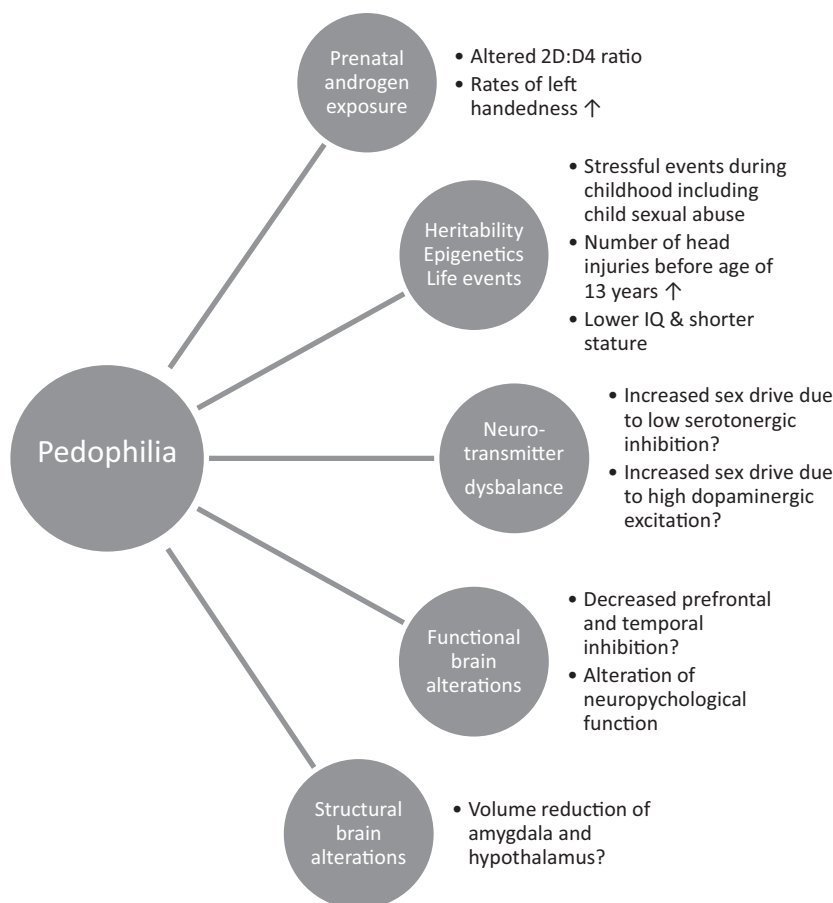 Prenatal
androgen
exposure
• Altered 2D:D4 ratio
• Rates of left
handedness ↑
Heritability
Epigenetics
Life events
• Stressful events during
childhood including
child sexual abuse
• Number of head
injuries before age of
13 years ↑
• Lower IQ & shorter
stature
Pedophilia
Neuro-
transmitter
dysbalance
• Increased sex drive due
to low serotonergic
inhibition?
• Increased sex drive due
to high dopaminergic
excitation?
Functional
brain
alterations
• Decreased prefrontal
and temporal
inhibition?
• Alteration of
neuropychological
function
Structural
brain
alterations
• Volume reduction of
amygdala and
hypothalamus?